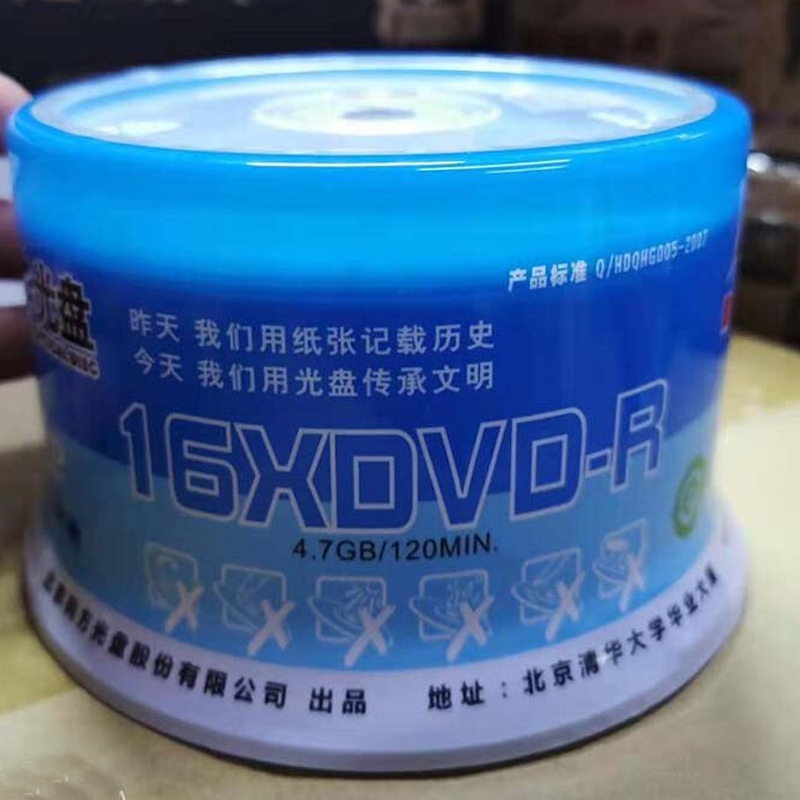 产品标准 Q/HDQHG005-2007
光盘
昨天 我们用纸张记载历史
今天 我们用光盘传承文明
16XDVD-R
4.7GB/120MIN.
光盘股份有限公司 出品 地址：北京清华大学华业大厦